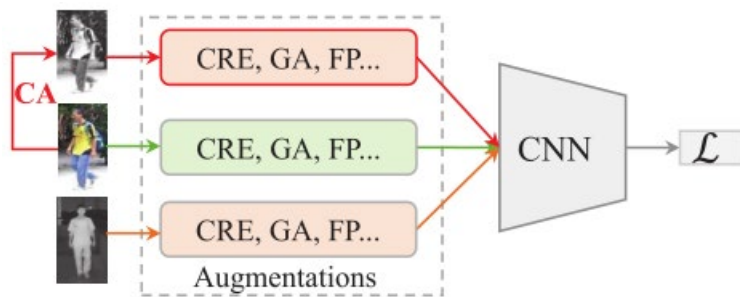 CRE, GA, FP...
CA
CRE, GA, FP...
CNN
ℒ
CRE, GA, FP...
Augmentations